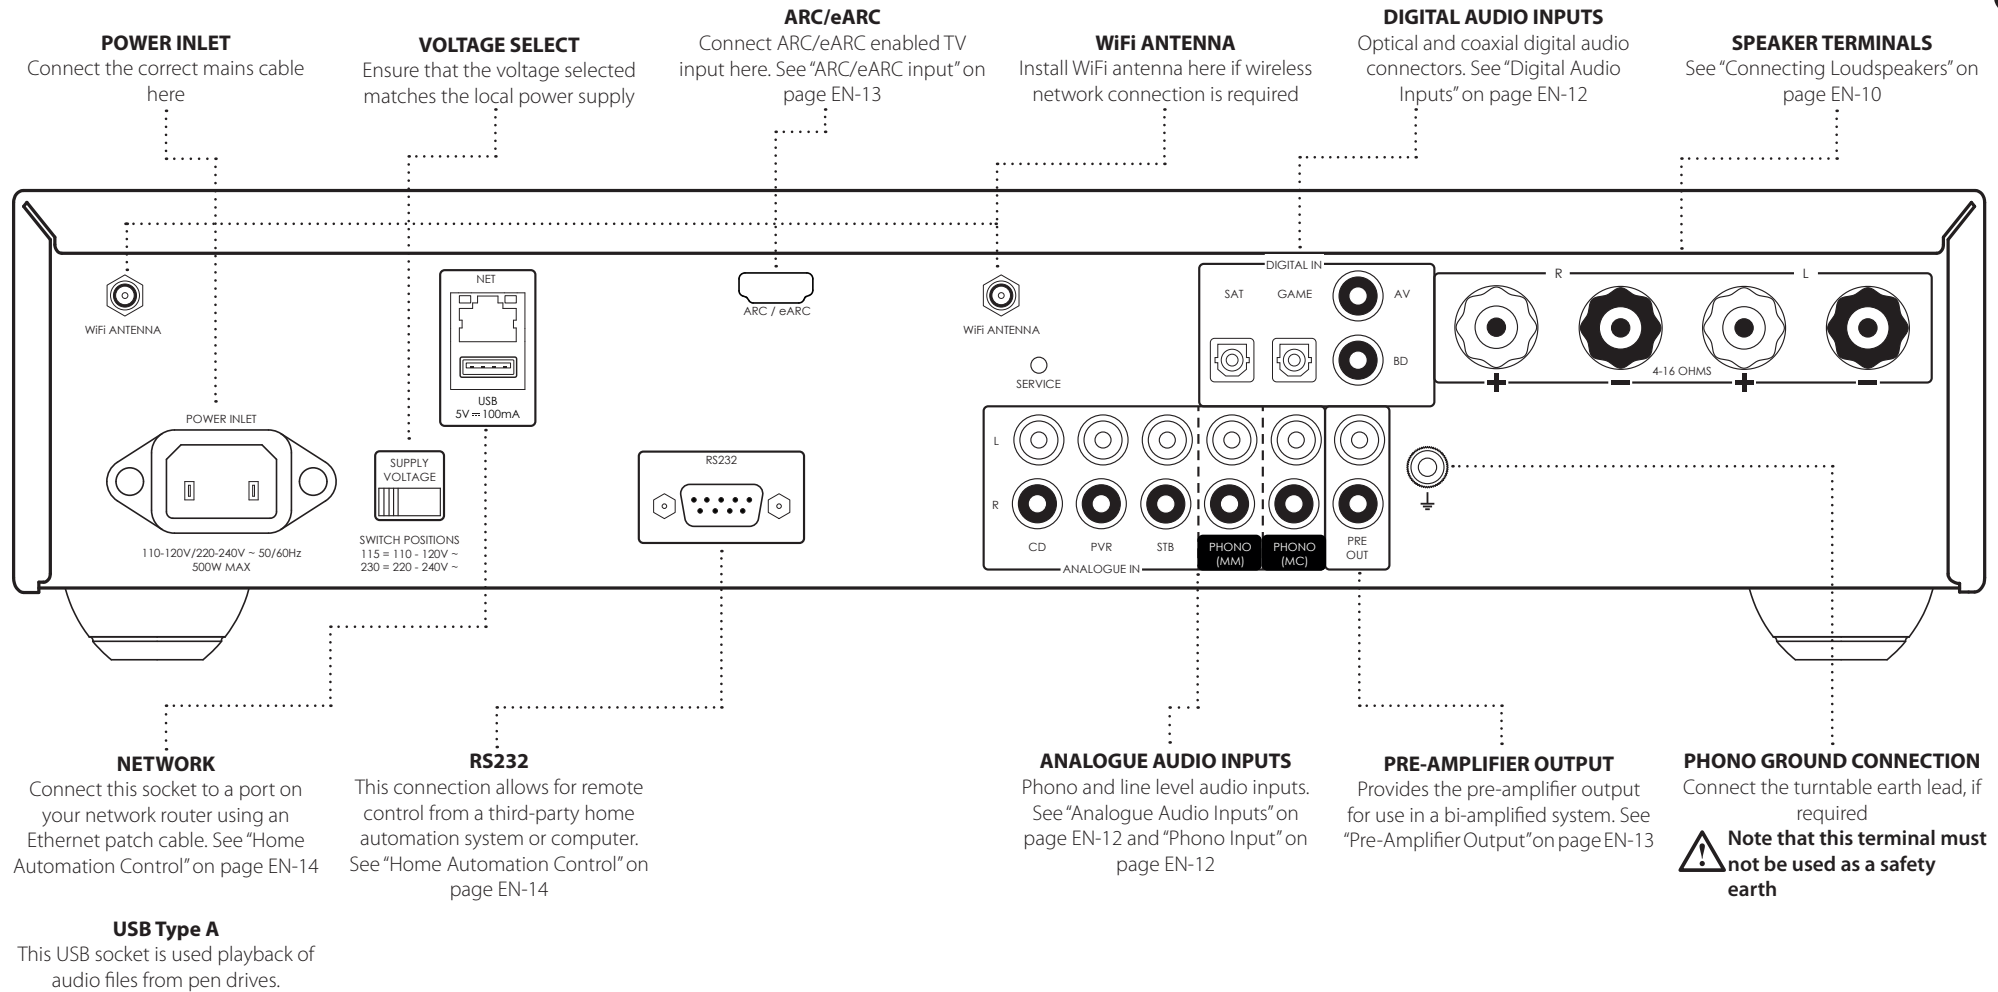 POWER INLET
Connect the correct mains cable
here
VOLTAGE SELECT
Ensure that the voltage selected
matches the local power supply
ARC/eARC
Connect ARC/eARC enabled TV
input here. See “ARC/eARC input” on
page EN-13
WiFi ANTENNA
Install WiFi antenna here if wireless
network connection is required
DIGITAL AUDIO INPUTS
Optical and coaxial digital audio
connectors. See “Digital Audio
Inputs” on page EN-12
SPEAKER TERMINALS
See “Connecting Loudspeakers” on
page EN-10
WiFi ANTENNA
NET
USB
5V⎓100mA
ARC / eARC
WiFi ANTENNA
SERVICE
DIGITAL IN
SAT
GAME
AV
BD
R
L
4-16 OHMS
+
−
+
−
POWER INLET
110-120V/220-240V ~ 50/60Hz
500W MAX
SUPPLY
VOLTAGE
SWITCH POSITIONS
115 = 110 - 120V ~
230 = 220 - 240V ~
RS232
L
R
CD
PVR
STB
PHONO
(MM)
PHONO
(MC)
PRE
OUT
ANALOGUE IN
NETWORK
Connect this socket to a port on
your network router using an
Ethernet patch cable. See “Home
Automation Control” on page EN-14
USB Type A
This USB socket is used playback of
audio files from pen drives.
RS232
This connection allows for remote
control from a third-party home
automation system or computer.
See “Home Automation Control” on
page EN-14
ANALOGUE AUDIO INPUTS
Phono and line level audio inputs.
See “Analogue Audio Inputs” on
page EN-12 and “Phono Input” on
page EN-12
PRE-AMPLIFIER OUTPUT
Provides the pre-amplifier output
for use in a bi-amplified system. See
“Pre-Amplifier Output” on page EN-13
PHONO GROUND CONNECTION
Connect the turntable earth lead, if
required
Note that this terminal must
not be used as a safety
earth